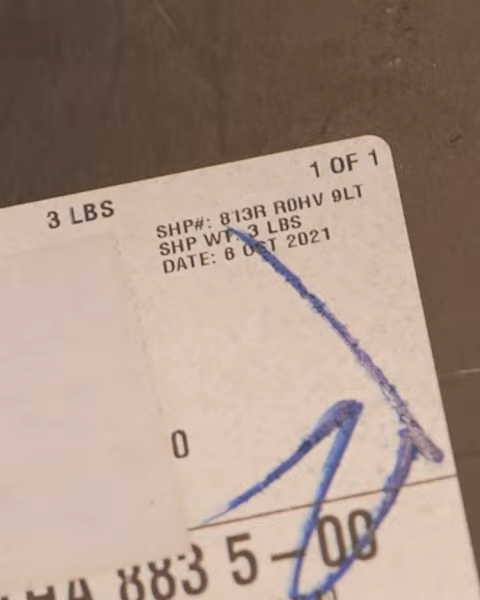 1 OF 1
3 LBS
SHP#: 813R R0HV 9LT
SHP WT: 3 LBS
DATE: 6 OCT 2021
0
883 5-00